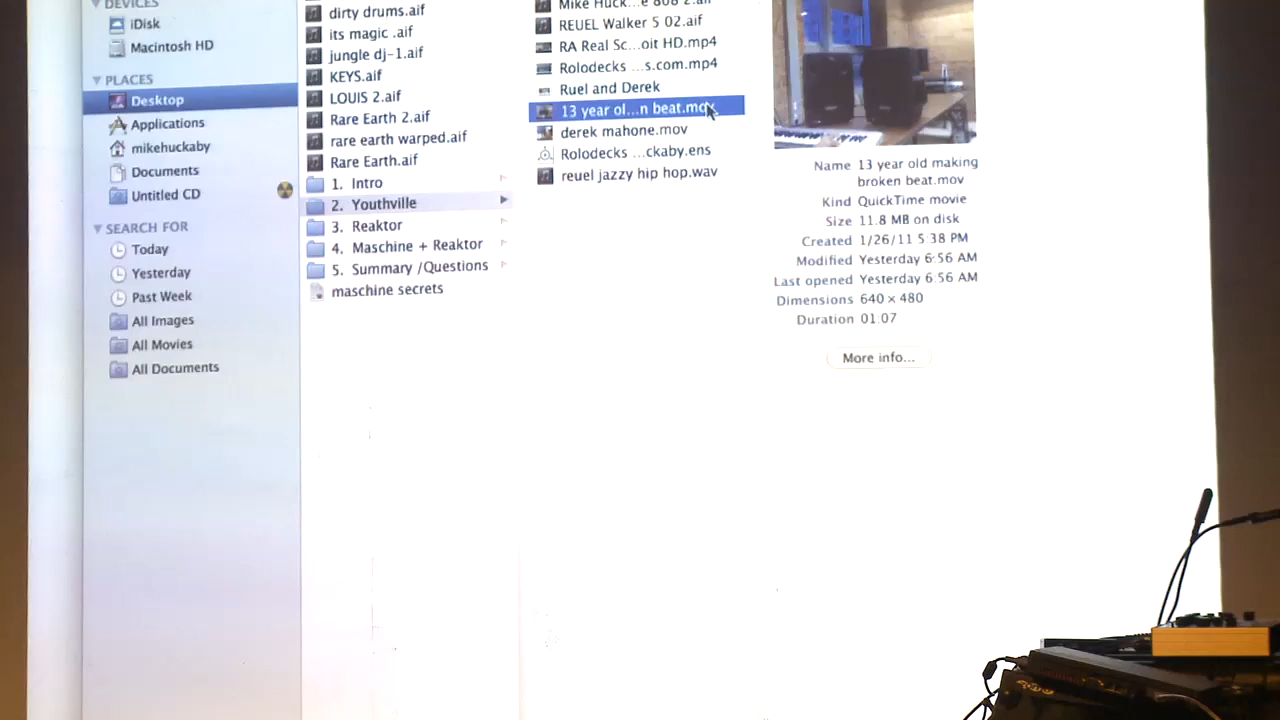 DEVICES
iDisk
Macintosh HD
PLACES
Desktop
Applications
mikehuckaby
Documents
Untitled CD
SEARCH FOR
Today
Yesterday
Past Week
All Images
All Movies
All Documents
dirty drums.aif
its magic .aif
jungle dj-1.aif
KEYS.aif
LOUIS 2.aif
Rare Earth 2.aif
rare earth warped.aif
Rare Earth.aif
1. Intro
2. Youthville
3. Reaktor
4. Maschine + Reaktor
5. Summary /Questions
maschine secrets
Mike Huck...e 808 2.aif
REUEL Walker 5 02.aif
RA Real Sc...oit HD.mp4
Rolodecks ...s.com.mp4
Ruel and Derek
13 year ol...n beat.mov
derek mahone.mov
Rolodecks ...ckaby.ens
reuel jazzy hip hop.wav
Name 13 year old making
broken beat.mov
Kind QuickTime movie
Size 11.8 MB on disk
Created 1/26/11 5:38 PM
Modified Yesterday 6:56 AM
Last opened Yesterday 6:56 AM
Dimensions 640 × 480
Duration 01:07
More info...